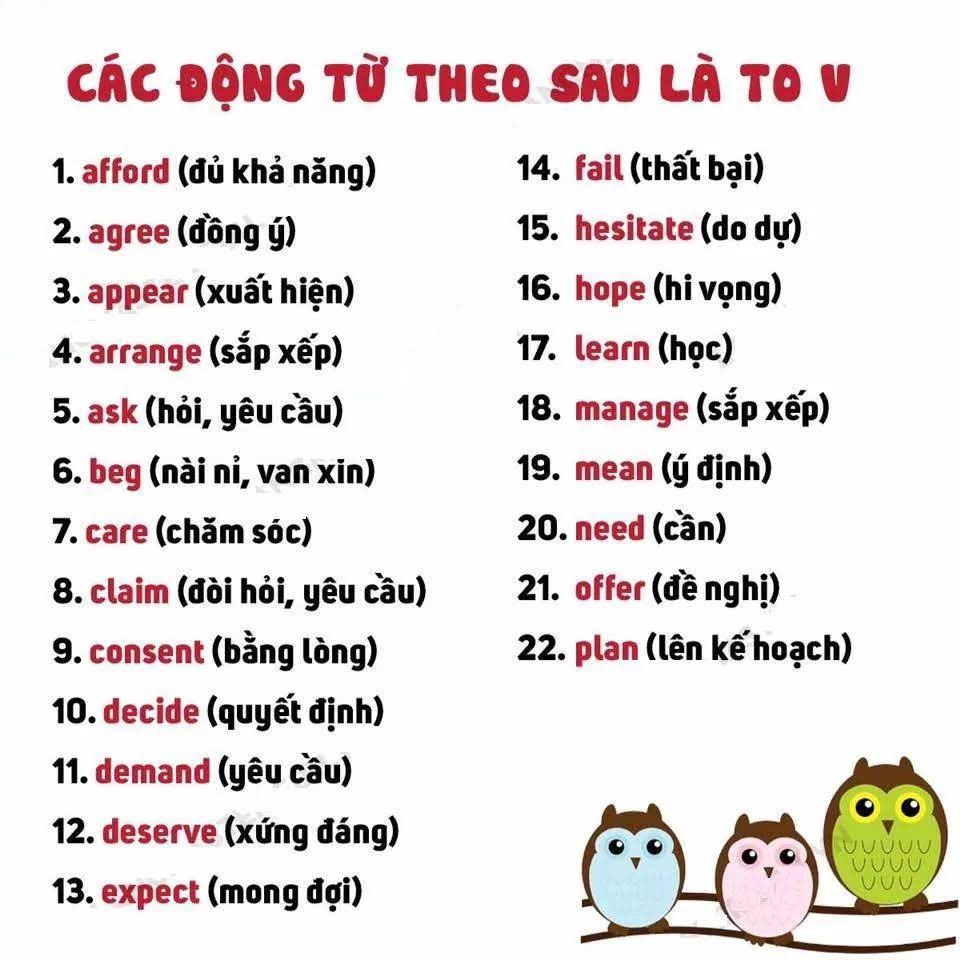 CÁC ĐỘNG TỪ THEO SAU LÀ TO V
1. afford (đủ khả năng)
2. agree (đồng ý)
3. appear (xuất hiện)
4. arrange (sắp xếp)
5. ask (hỏi, yêu cầu)
6. beg (nài nỉ, van xin)
7. care (chăm sóc)
8. claim (đòi hỏi, yêu cầu)
9. consent (bằng lòng)
10. decide (quyết định)
11. demand (yêu cầu)
12. deserve (xứng đáng)
13. expect (mong đợi)
14. fail (thất bại)
15. hesitate (do dự)
16. hope (hi vọng)
17. learn (học)
18. manage (sắp xếp)
19. mean (ý định)
20. need (cần)
21. offer (đề nghị)
22. plan (lên kế hoạch)